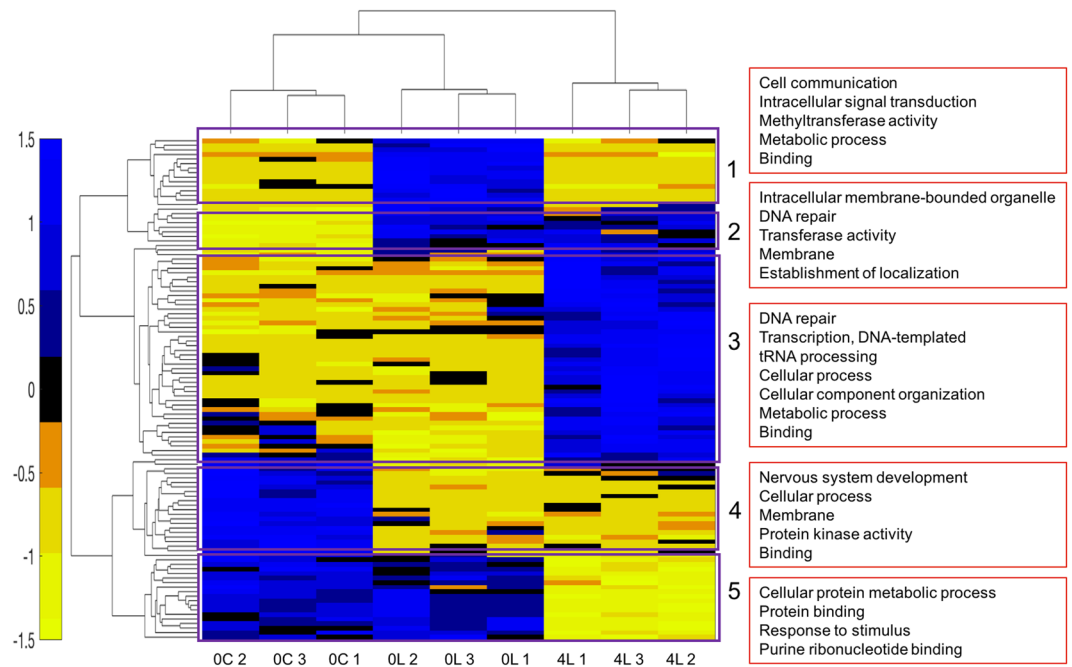 Cell communication
Intracellular signal transduction
Methyltransferase activity
Metabolic process
Binding
1.5
1
0.5
0
-0.5
-1
-1.5
1
2
3
4
5
Intracellular membrane-bounded organelle
DNA repair
Transferase activity
Membrane
Establishment of localization
DNA repair
Transcription, DNA-templated
tRNA processing
Cellular process
Cellular component organization
Metabolic process
Binding
Nervous system development
Cellular process
Membrane
Protein kinase activity
Binding
Cellular protein metabolic process
Protein binding
Response to stimulus
Purine ribonucleotide binding
0C 2 0C 3 0C 1 0L 2 0L 3 0L 1 4L 1 4L 3 4L 2